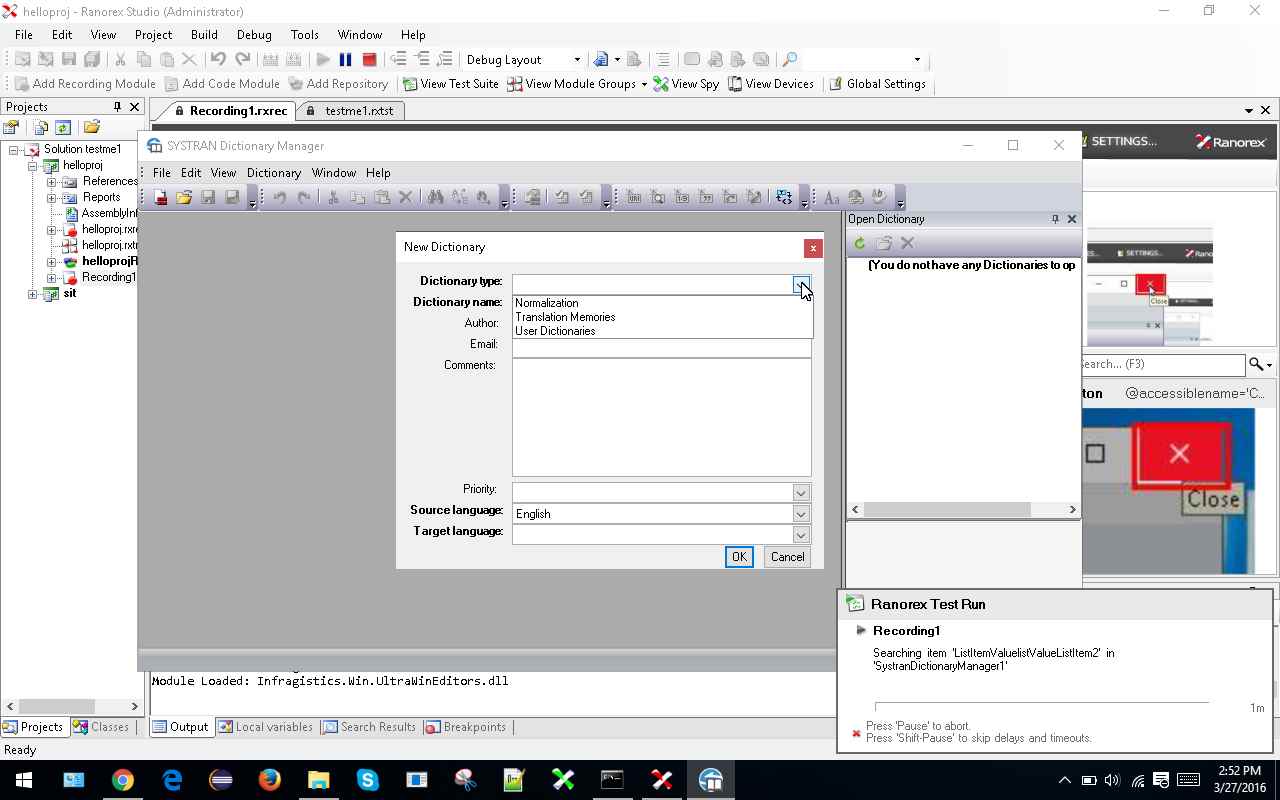 helloproj - Ranorex Studio (Administrator)
File Edit View Project Build Debug Tools Window Help
Debug Layout
Add Recording Module Add Code Module Add Repository View Test Suite View Module Groups View Spy View Devices Global Settings
Projects
Recording1.rxrec testme1.rxtst
Solution testme1
helloproj
References
Reports
AssemblyInf
helloproj.rxre
helloproj.rxtm
helloprojR
Recording1
sit
SETTINGS... Ranorex
SYSTRAN Dictionary Manager
File Edit View Dictionary Window Help
Open Dictionary
(You do not have any Dictionaries to op
New Dictionary
Dictionary type:
Dictionary name:
Normalization
Translation Memories
User Dictionaries
Author:
Email:
Comments:
Priority:
Source language: English
Target language:
OK Cancel
SETTINGS... Ranorex
Close
Search... (F3)
ton @accessiblename='C...
Close
Ranorex Test Run
Recording1
Searching item 'ListItemValuelistValueListItem2' in
'SystranDictionaryManager1'
1m
Press 'Pause' to abort.
Press 'Shift-Pause' to skip delays and timeouts.
Module Loaded: Infragistics.Win.UltraWinEditors.dll
Projects Classes Output Local variables Search Results Breakpoints
Ready
2:52 PM
3/27/2016